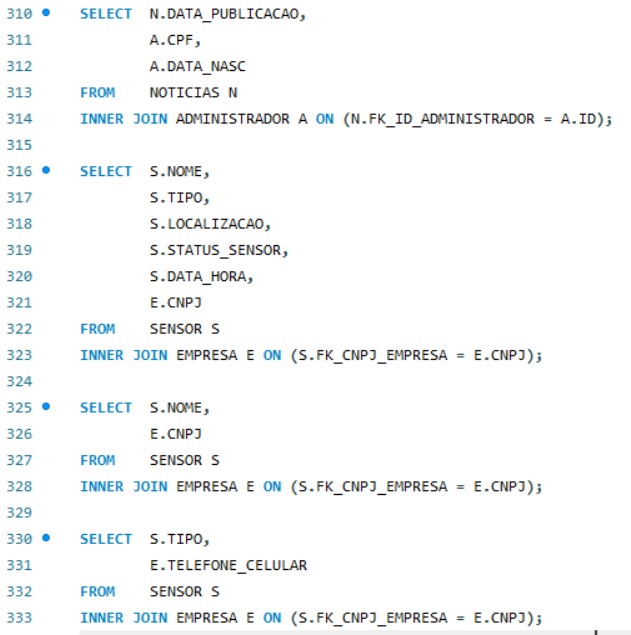 310 SELECT N.DATA_PUBLICACAO,
311 A.CPF,
312 A.DATA_NASC
313 FROM NOTICIAS N
314 INNER JOIN ADMINISTRADOR A ON (N.FK_ID_ADMINISTRADOR = A.ID);
315
316 SELECT S.NOME,
317 S.TIPO,
318 S.LOCALIZACAO,
319 S.STATUS_SENSOR,
320 S.DATA_HORA,
321 E.CNPJ
322 FROM SENSOR S
323 INNER JOIN EMPRESA E ON (S.FK_CNPJ_EMPRESA = E.CNPJ);
324
325 SELECT S.NOME,
326 E.CNPJ
327 FROM SENSOR S
328 INNER JOIN EMPRESA E ON (S.FK_CNPJ_EMPRESA = E.CNPJ);
329
330 SELECT S.TIPO,
331 E.TELEFONE_CELULAR
332 FROM SENSOR S
333 INNER JOIN EMPRESA E ON (S.FK_CNPJ_EMPRESA = E.CNPJ);